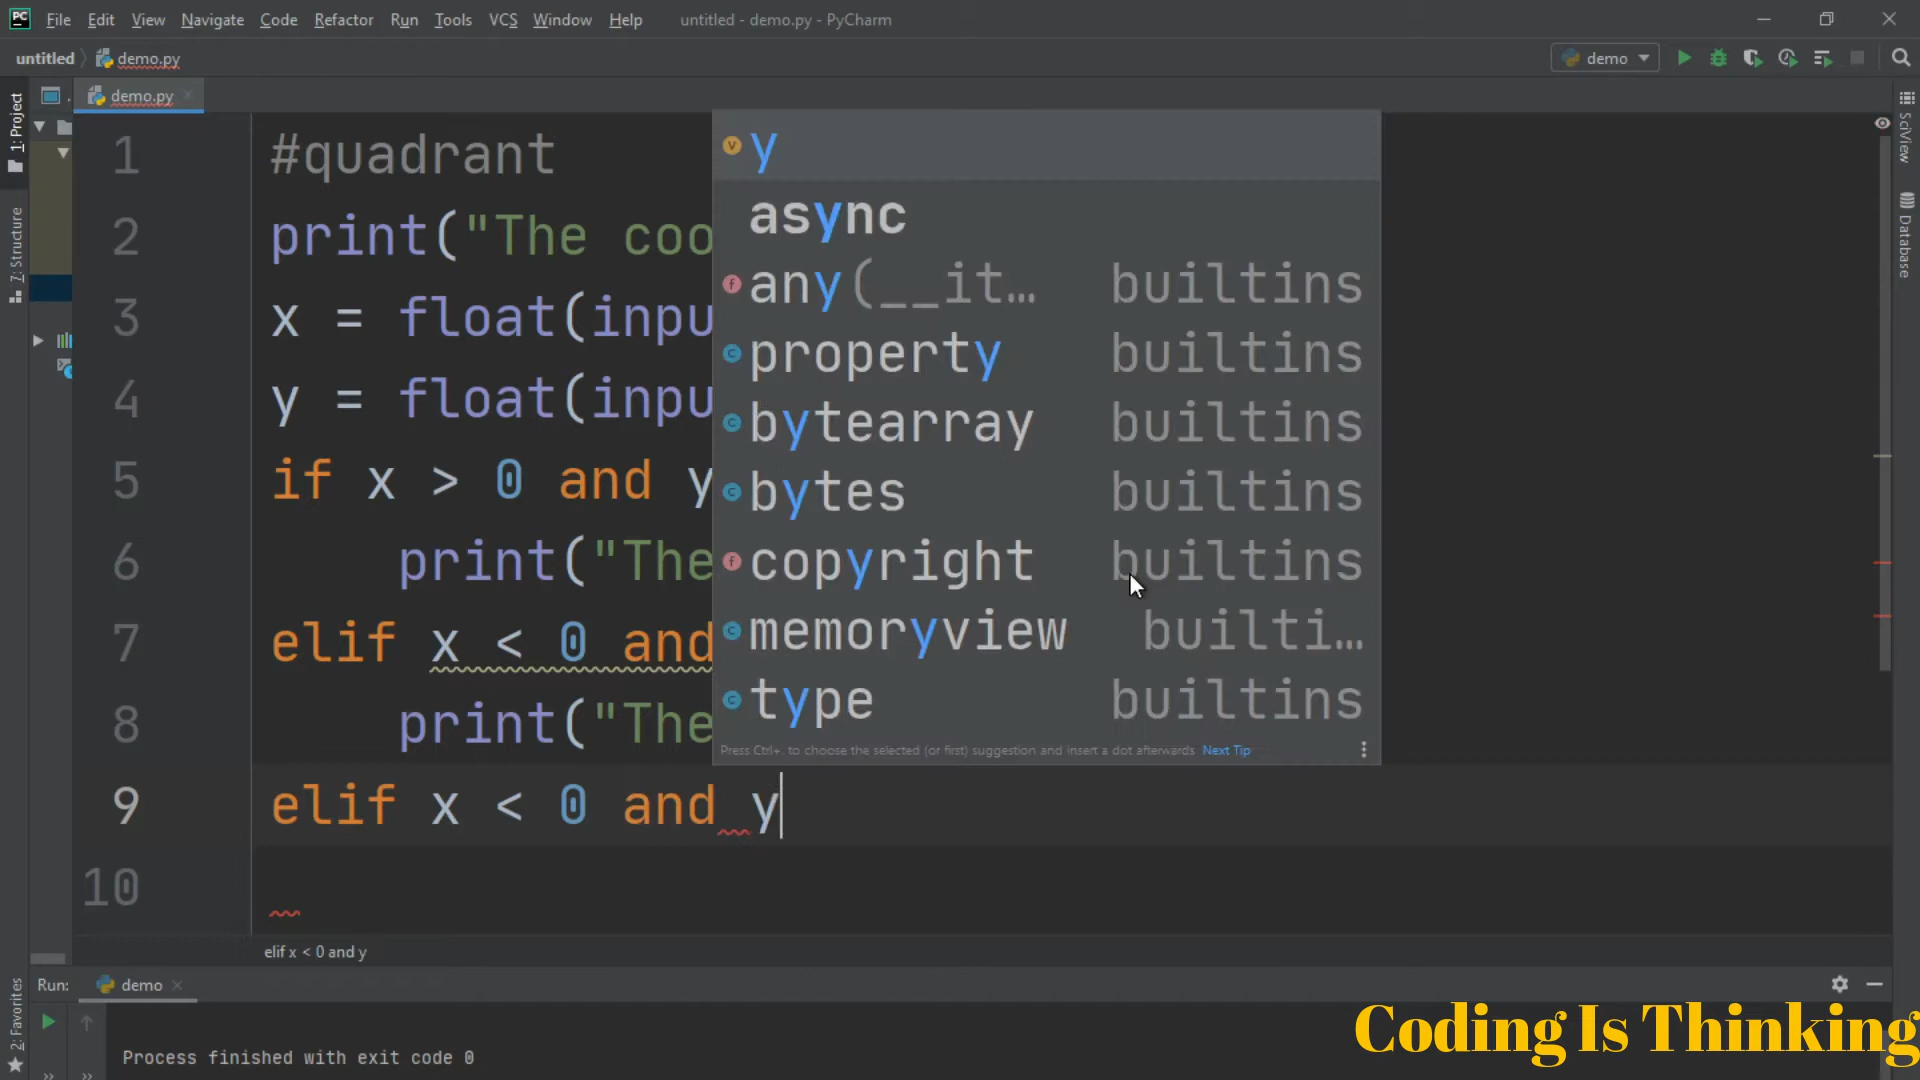 PC File Edit View Navigate Code Refactor Run Tools VCS Window Help untitled - demo.py - PyCharm
untitled demo.py demo
demo.py
1: Project
7: Structure
2: Favorites
SciView
Database
1 #quadrant
2 print("The coo
3 x = float(inpu
4 y = float(inpu
5 if x > 0 and y
6 print("The
7 elif x < 0 and
8 print("The
9 elif x < 0 and y
10
y
async
any(__it… builtins
property builtins
bytearray builtins
bytes builtins
copyright builtins
memoryview builti…
type builtins
Press Ctrl+. to choose the selected (or first) suggestion and insert a dot afterwards Next Tip
elif x < 0 and y
Run: demo
Process finished with exit code 0
Coding Is Thinking